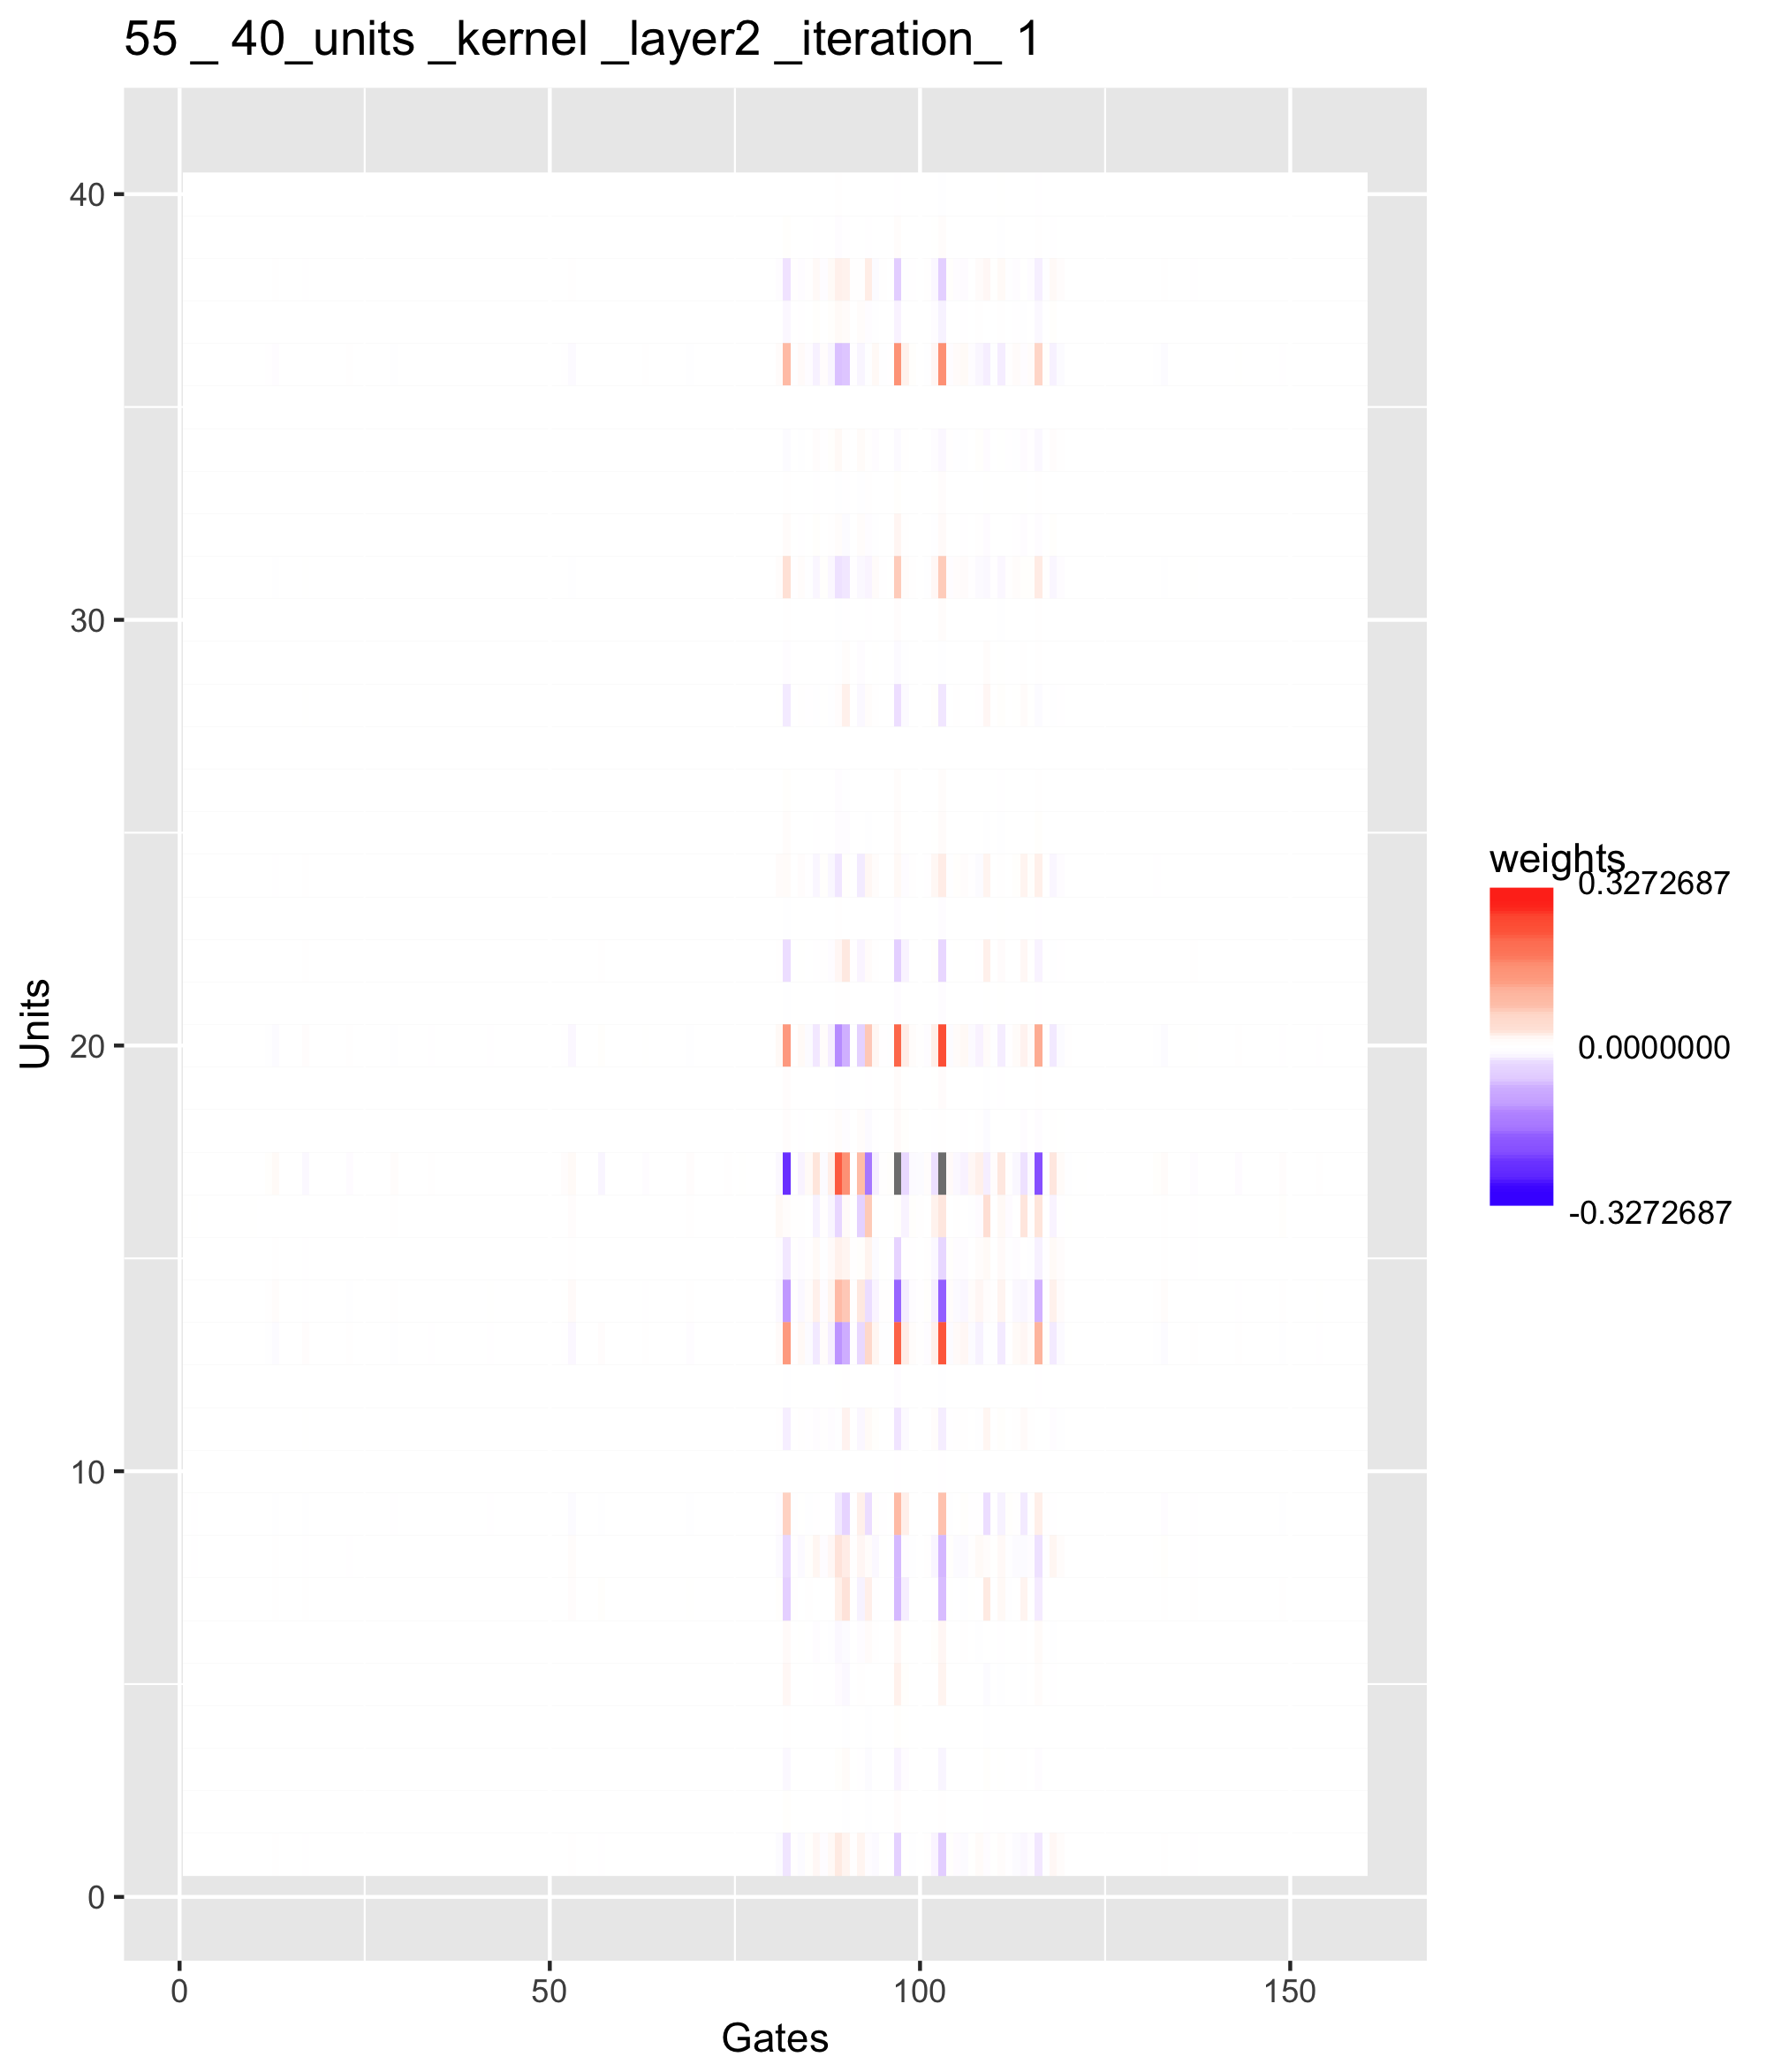 55 _ 40_units _kernel _layer2 _iteration_ 1
40
30
20
10
0
Units
0 50 100 150
Gates
weights
0.3272687
0.0000000
-0.3272687